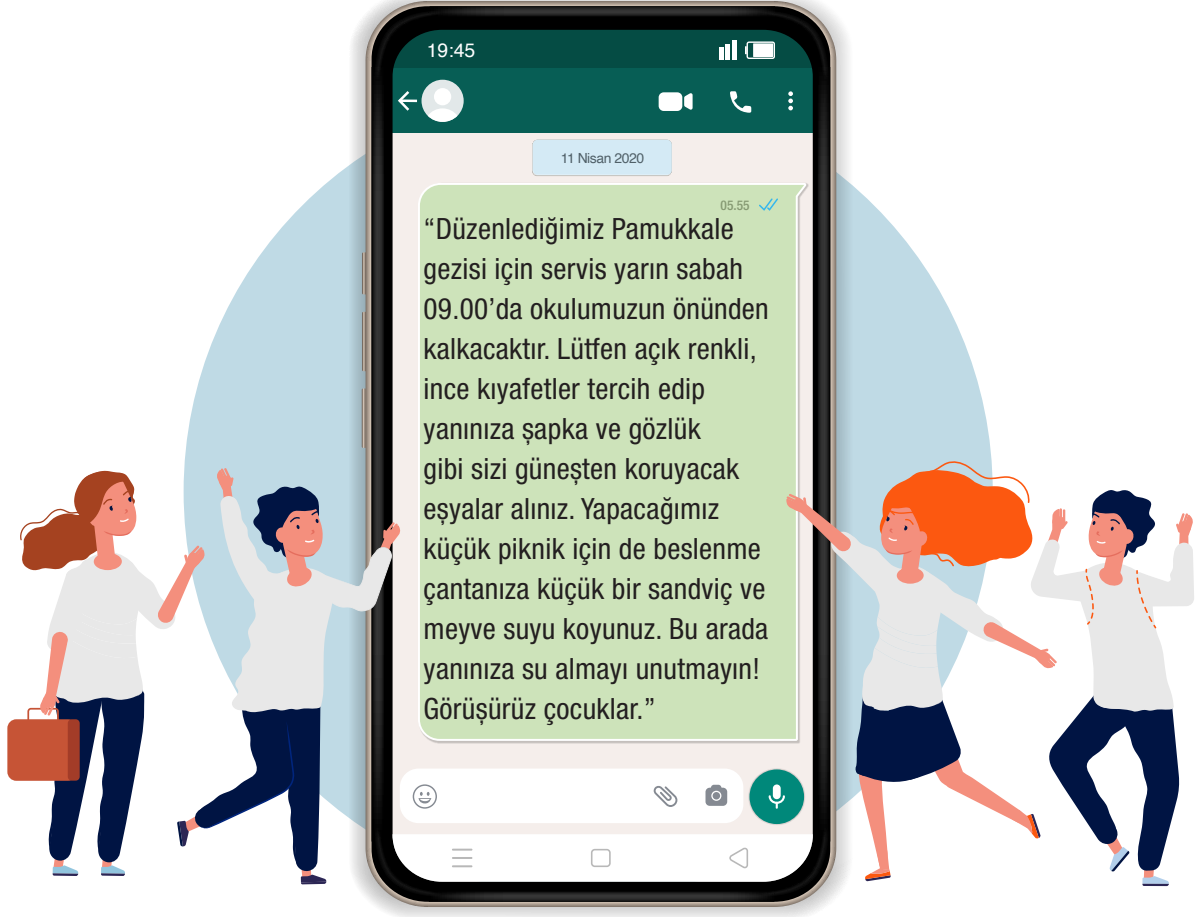 19:45
11 Nisan 2020
05.55
“Düzenlediğimiz Pamukkale
gezisi için servis yarın sabah
09.00’da okulumuzun önünden
kalkacaktır. Lütfen açık renkli,
ince kıyafetler tercih edip
yanınıza şapka ve gözlük
gibi sizi güneşten koruyacak
eşyalar alınız. Yapacağımız
küçük piknik için de beslenme
çantanıza küçük bir sandviç ve
meyve suyu koyunuz. Bu arada
yanınıza su almayı unutmayın!
Görüşürüz çocuklar.”